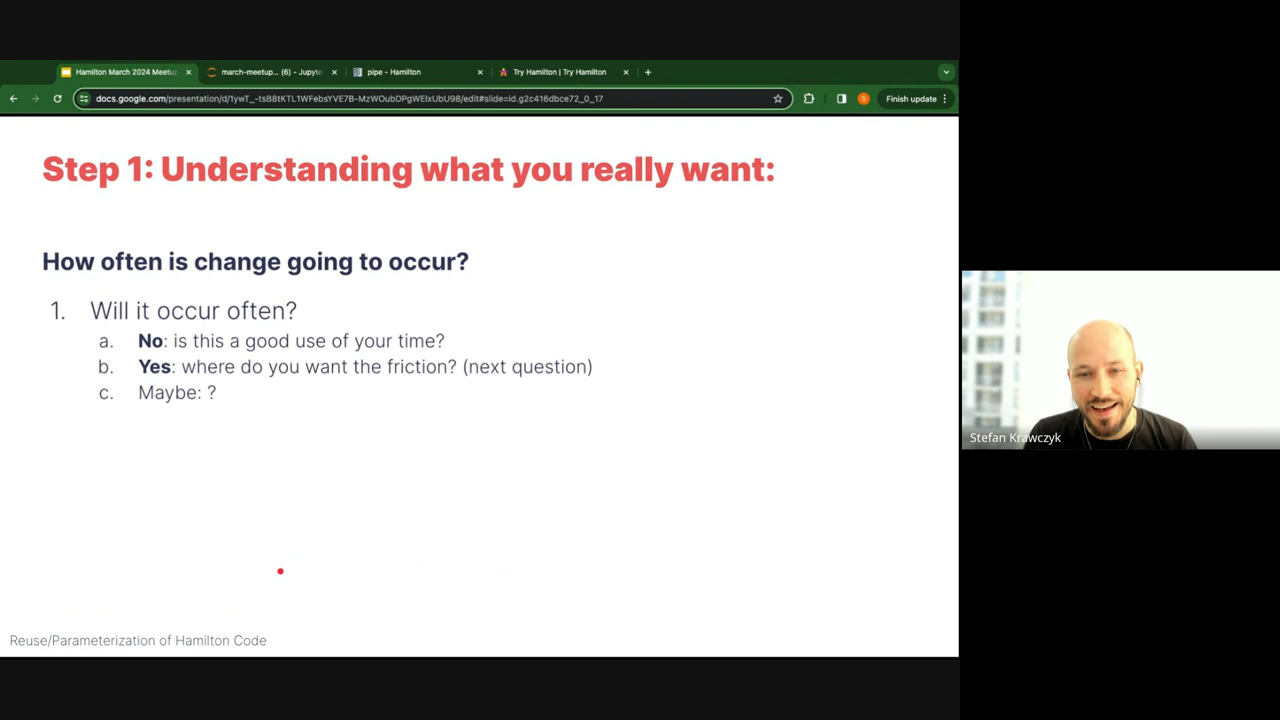 Hamilton March 2024 Meetup
march-meetup... (6) - Jupyte
pipe - Hamilton
Try Hamilton | Try Hamilton
docs.google.com/presentation/d/1ywT_-tsB8tKTL1WFebsYVE7B-MzWOubDPgWElxUbU98/edit#slide=id.g2c416dbce72_0_17
S
Finish update
Step 1: Understanding what you really want:
How often is change going to occur?
1. Will it occur often?
a. No: is this a good use of your time?
b. Yes: where do you want the friction? (next question)
c. Maybe: ?
Stefan Krawczyk
Reuse/Parameterization of Hamilton Code